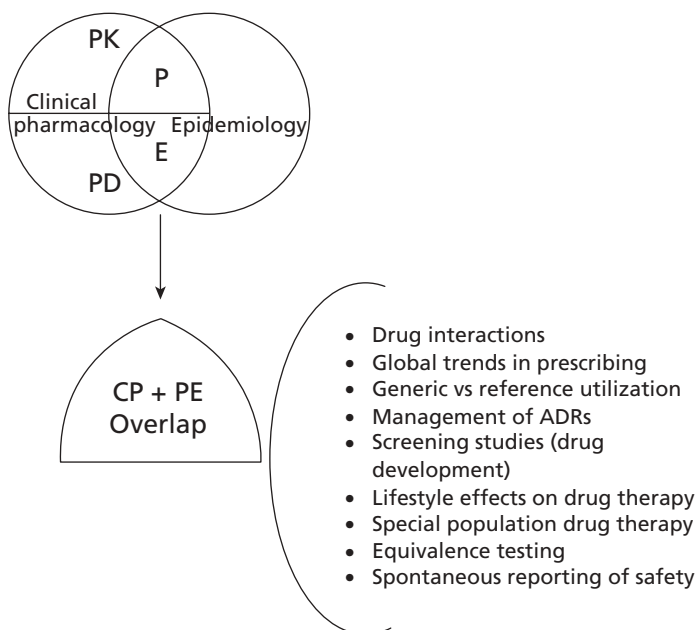 PK
P
Clinical
pharmacology Epidemiology
E
PD
CP + PE
Overlap
• Drug interactions
• Global trends in prescribing
• Generic vs reference utilization
• Management of ADRs
• Screening studies (drug
development)
• Lifestyle effects on drug therapy
• Special population drug therapy
• Equivalence testing
• Spontaneous reporting of safety